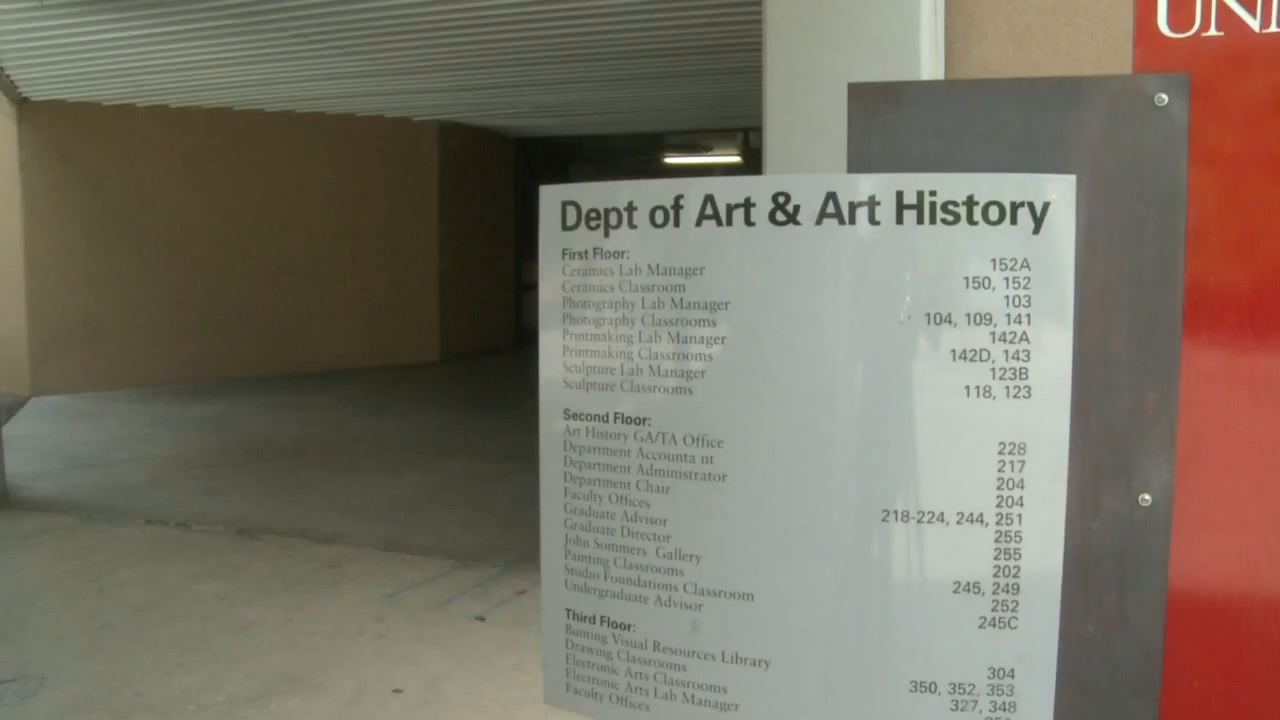 UNI
Dept of Art & Art History
First Floor:
Ceramics Lab Manager 152A
Ceramics Classroom 150, 152
Photography Lab Manager 103
Photography Classrooms 104, 109, 141
Printmaking Lab Manager 142A
Printmaking Classrooms 142D, 143
Sculpture Lab Manager 123B
Sculpture Classrooms 118, 123
Second Floor:
Art History GA/TA Office 228
Department Accounta nt 217
Department Administrator 204
Department Chair 204
Faculty Offices 218-224, 244, 251
Graduate Advisor 255
Graduate Director 255
John Sommers Gallery 202
Painting Classrooms 245, 249
Studio Foundations Classroom 252
Undergraduate Advisor 245C
Third Floor:
Bunting Visual Resources Library 304
Drawing Classrooms 350, 352, 353
Electronic Arts Classrooms 327, 348
Electronic Arts Lab Manager
Faculty Offices